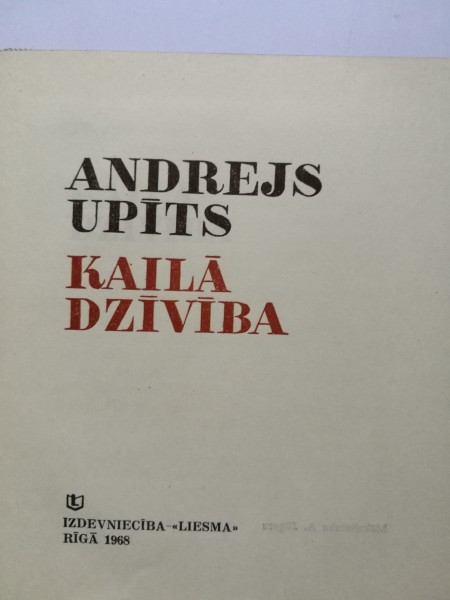 ANDREJS
UPĪTS
KAILĀ
DZĪVĪBA
IZDEVNIECĪBA «LIESMA»
RĪGĀ 1968